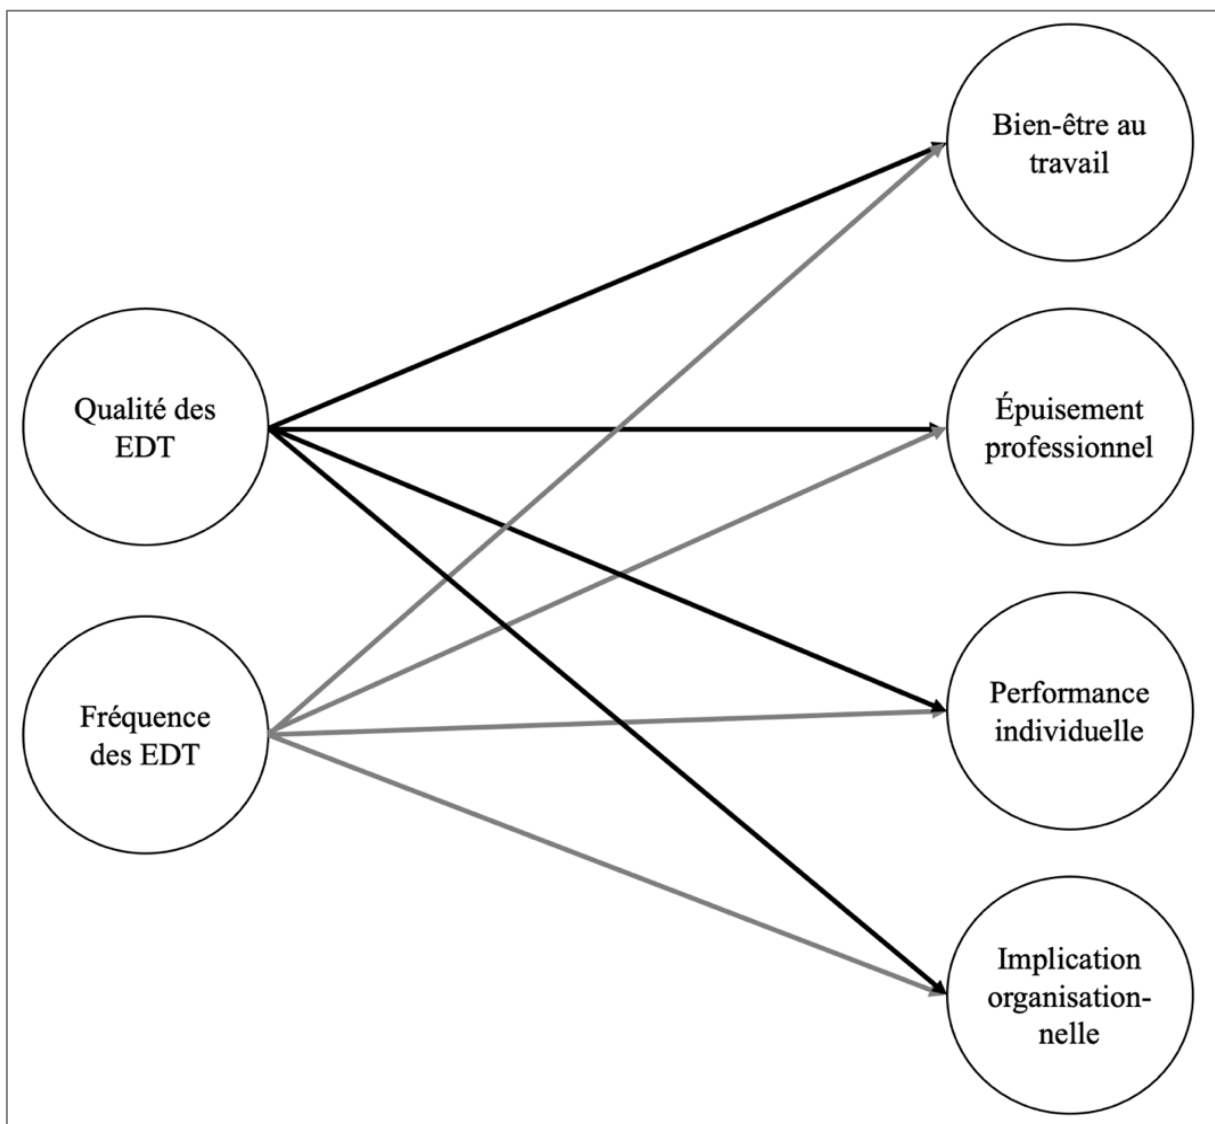 Bien-être au
travail
Qualité des
EDT
Épuisement
professionnel
Fréquence
des EDT
Performance
individuelle
Implication
organisation-
nelle